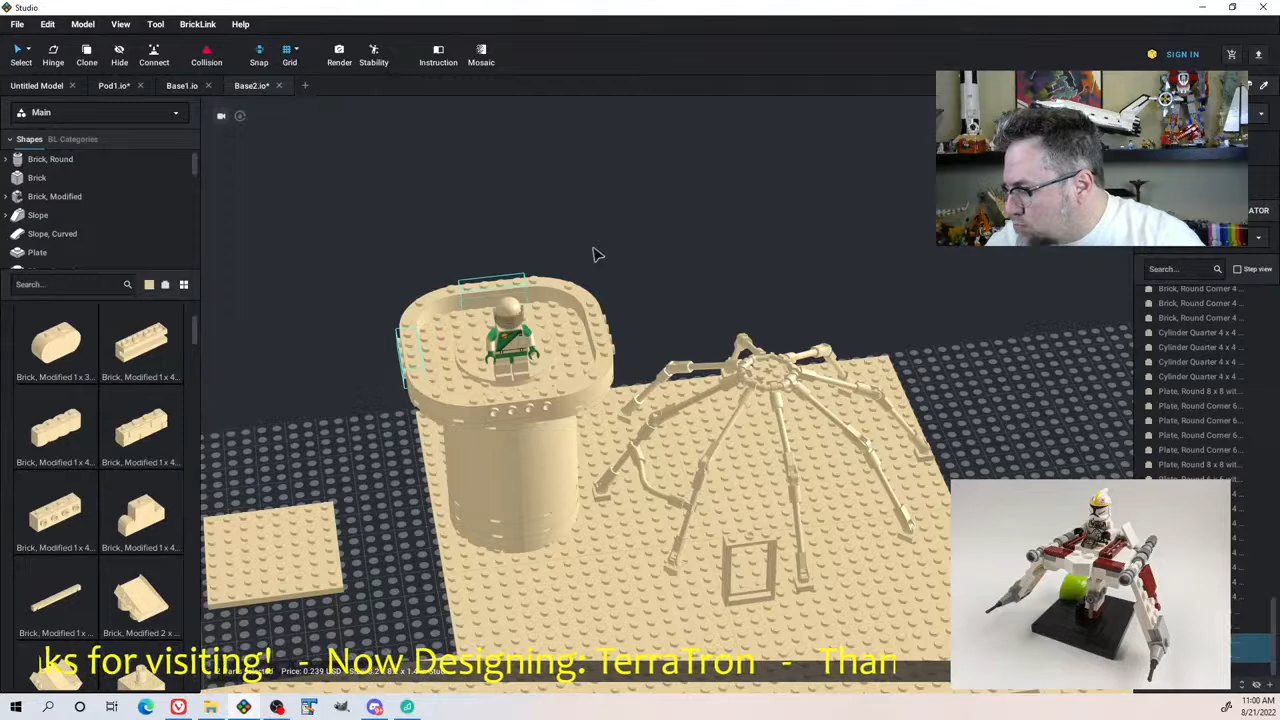 Studio
File Edit Model View Tool BrickLink Help
Select Hinge Clone Hide Connect Collision Snap Grid Render Stability Instruction Mosaic
SIGN IN
Untitled Model Pod1.io* Base1.io Base2.io*
Main
Shapes BL Categories
Brick, Round
Brick
Brick, Modified
Slope
Slope, Curved
Plate
Search...
Brick, Modified 1 x 3... Brick, Modified 1 x 4...
Brick, Modified 1 x 4... Brick, Modified 1 x 4...
Brick, Modified 1 x 4... Brick, Modified 1 x 4...
Brick, Modified 1 x ... Brick, Modified 2 x ...
Search... Step view
Brick, Round Corner 4 ...
Brick, Round Corner 4 ...
Brick, Round Corner 4 ...
Cylinder Quarter 4 x 4 ...
Cylinder Quarter 4 x 4 ...
Cylinder Quarter 4 x 4 ...
Cylinder Quarter 4 x 4 ...
Plate, Round 8 x 8 wit...
Plate, Round Corner 6...
Plate, Round Corner 6...
Plate, Round Corner 6...
Plate, Round Corner 6...
Plate, Round 8 x 8 wit...
ks for visiting! - Now Designing: TerraTron - Than
Price: 0.239 USD
11:00 AM
8/21/2022